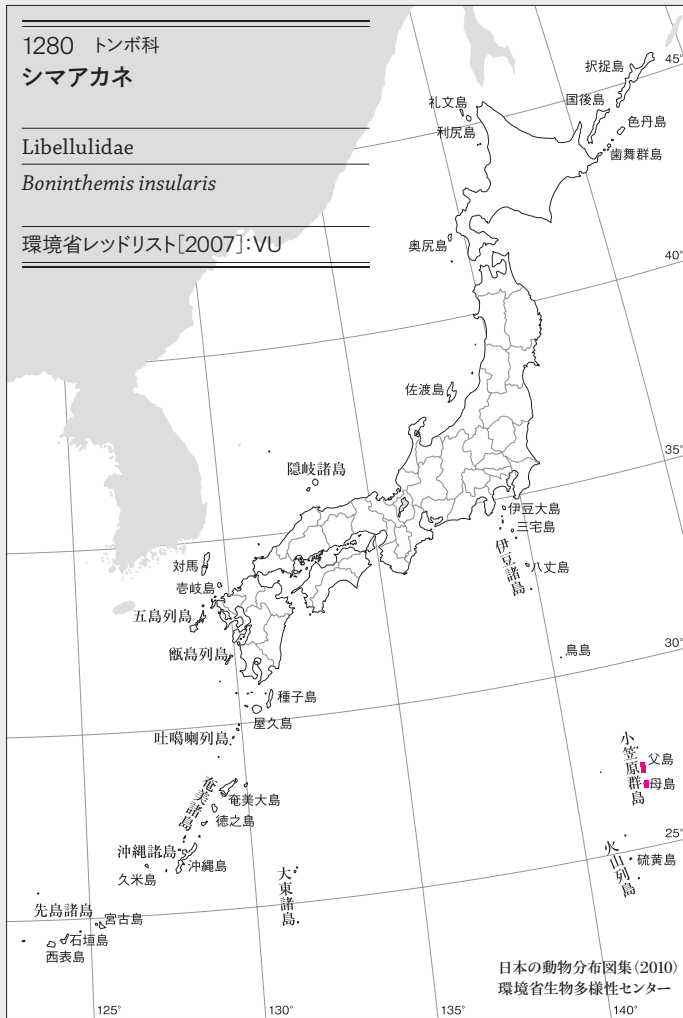 1280 トンボ科
シマアカネ
Libellulidae
Boninthemis insularis
環境省レッドリスト[2007]:VU
択捉島
45°
礼文島
国後島
利尻島
色丹島
歯舞群島
奥尻島
40°
佐渡島
35°
隠岐諸島
伊豆大島
三宅島
伊豆諸島
八丈島
対馬
壱岐島
五島列島
甑島列島
鳥島
30°
種子島
屋久島
吐噶喇列島
小笠原群島
父島
母島
奄美諸島
奄美大島
徳之島
25°
沖縄諸島
沖縄島
久米島
火山列島
硫黄島
大東諸島
先島諸島
宮古島
石垣島
西表島
日本の動物分布図集(2010)
環境省生物多様性センター
125°
130°
135°
140°